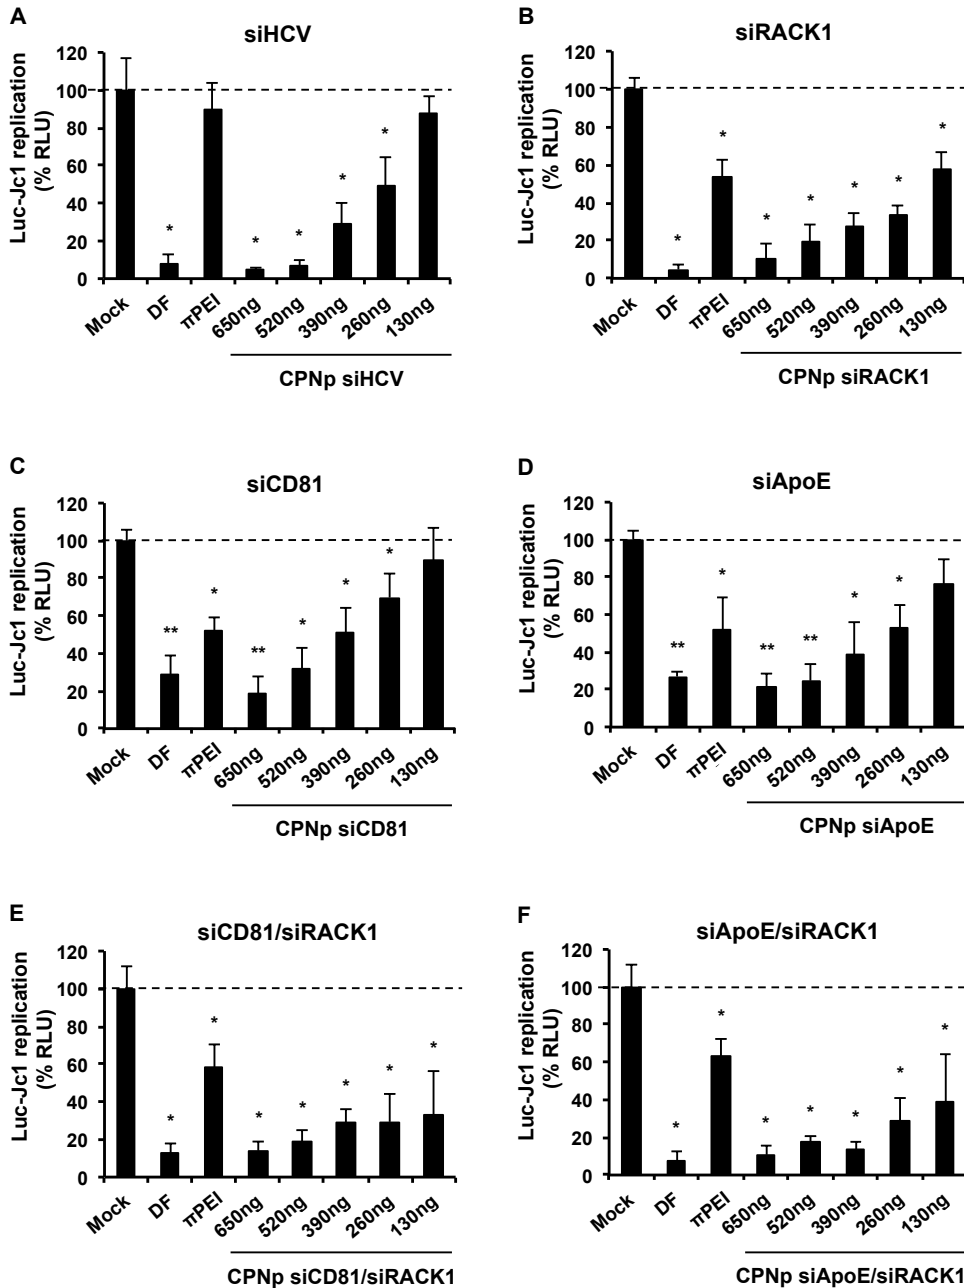 A
siHCV
Luc-Jc1 replication
(% RLU)
120
100
80
60
40
20
0
*
*
*
*
*
Mock
DF
πPEI
650ng
520ng
390ng
260ng
130ng
CPNp siHCV
B
siRACK1
Luc-Jc1 replication
(% RLU)
120
100
80
60
40
20
0
*
*
*
*
*
*
*
Mock
DF
πPEI
650ng
520ng
390ng
260ng
130ng
CPNp siRACK1
C
siCD81
Luc-Jc1 replication
(% RLU)
120
100
80
60
40
20
0
**
*
**
*
*
*
Mock
DF
πPEI
650ng
520ng
390ng
260ng
130ng
CPNp siCD81
D
siApoE
Luc-Jc1 replication
(% RLU)
120
100
80
60
40
20
0
**
*
**
**
*
*
Mock
DF
πPEI
650ng
520ng
390ng
260ng
130ng
CPNp siApoE
E
siCD81/siRACK1
Luc-Jc1 replication
(% RLU)
120
100
80
60
40
20
0
*
*
*
*
*
*
*
Mock
DF
πPEI
650ng
520ng
390ng
260ng
130ng
CPNp siCD81/siRACK1
F
siApoE/siRACK1
Luc-Jc1 replication
(% RLU)
120
100
80
60
40
20
0
*
*
*
*
*
*
*
Mock
DF
πPEI
650ng
520ng
390ng
260ng
130ng
CPNp siApoE/siRACK1